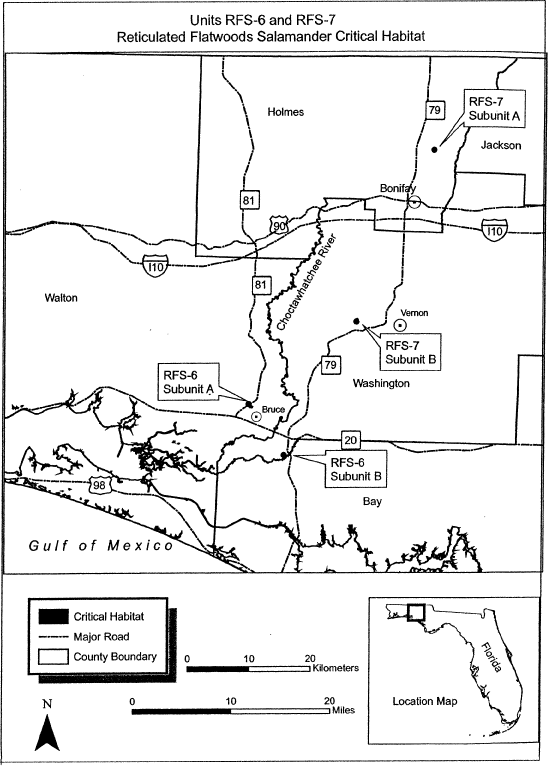 Units RFS-6 and RFS-7
Reticulated Flatwoods Salamander Critical Habitat
Holmes
79
RFS-7
Subunit A
Jackson
Bonifay
81
90
I10
I10
Choctawhatchee River
81
Walton
Vernon
RFS-7
Subunit B
79
Washington
RFS-6
Subunit A
Bruce
20
RFS-6
Subunit B
98
Bay
Gulf of Mexico
Critical Habitat
Major Road
County Boundary
0 10 20
Kilometers
N
0 10 20
Miles
Florida
Location Map